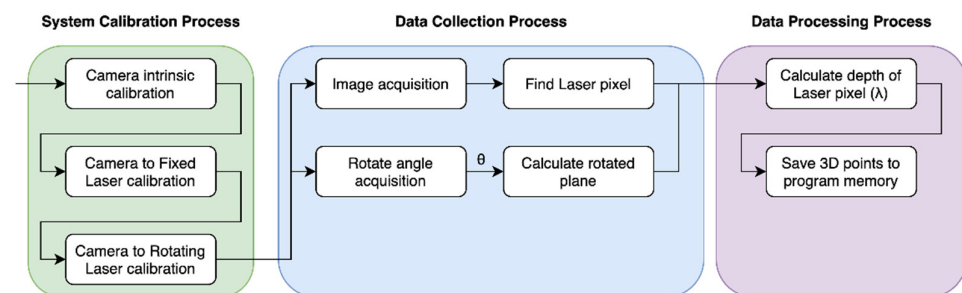 System Calibration Process
Data Collection Process
Data Processing Process
Camera intrinsic
calibration
Camera to Fixed
Laser calibration
Camera to Rotating
Laser calibration
Image acquisition
Find Laser pixel
Rotate angle
acquisition
θ
Calculate rotated
plane
Calculate depth of
Laser pixel (λ)
Save 3D points to
program memory